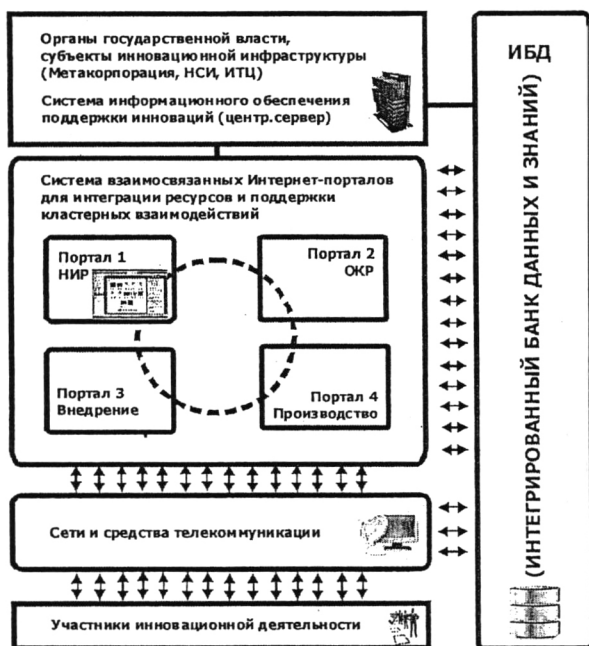 Органы государственной власти,
субъекты инновационной инфраструктуры
(Метакорпорация, НСИ, ИТЦ)
Система информационного обеспечения
поддержки инноваций (центр.сервер)
Система взаимосвязанных Интернет-порталов
для интеграции ресурсов и поддержки
кластерных взаимодействий
Портал 1
НИР
Портал 2
ОКР
Портал 3
Внедрение
Портал 4
Производство
Сети и средства телекоммуникации
Участники инновационной деятельности
ИБД
(ИНТЕГРИРОВАННЫЙ БАНК ДАННЫХ И ЗНАНИЙ)